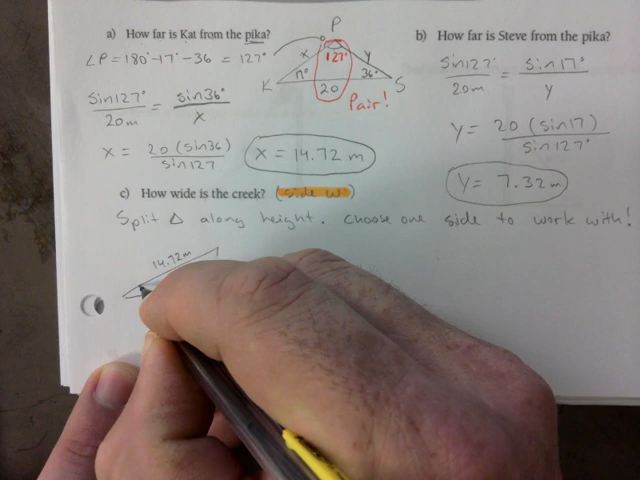 a) How far is Kat from the pika?
∠P = 180° - 17° - 36 = 127°
P
x
y
127°
17°
36°
K
20
S
Pair!
sin127° / 20m = sin36° / x
x = 20 (sin36) / sin127
x = 14.72 m
b) How far is Steve from the pika?
sin127° / 20m = sin17° / y
y = 20 (sin17) / sin127°
y = 7.32m
c) How wide is the creek? (side w)
Split △ along height. Choose one side to work with!
14.72m